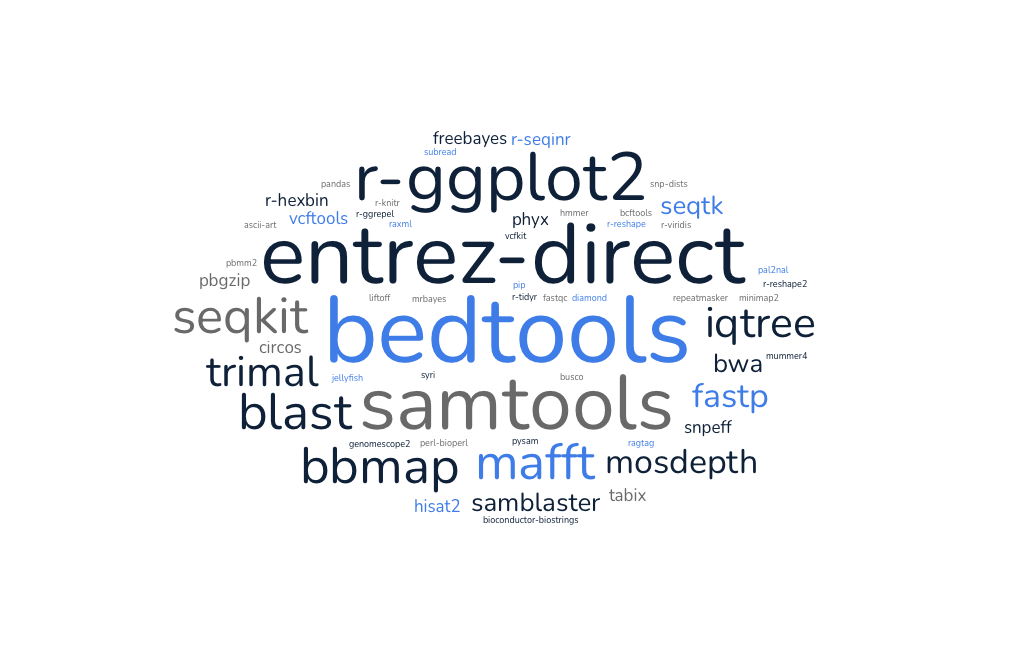 freebayes r-seqinr
subread
r-ggplot2
pandas
snp-dists
r-hexbin
r-knitr
seqtk
vcftools
r-ggrepel
phyx
hmmer
bcftools
ascii-art
raxml
r-reshape
r-viridis
vcfkit
entrez-direct
pbmm2
pal2nal
pbgzip
pip
r-reshape2
liftoff
mrbayes
r-tidyr
fastqc
diamond
repeatmasker
minimap2
seqkit
bedtools
iqtree
circos
trimal
bwa
mummer4
jellyfish
syri
busco
blast
samtools
fastp
snpeff
genomescope2
perl-bioperl
pysam
ragtag
bbmap
mafft
mosdepth
hisat2
samblaster
tabix
bioconductor-biostrings